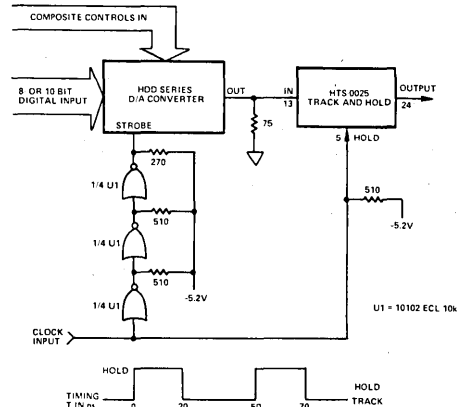 COMPOSITE CONTROLS IN
8 OR 10 BIT
DIGITAL INPUT
HDD SERIES
D/A CONVERTER
STROBE
OUT
75
IN
13
HTS 0025
TRACK AND HOLD
OUTPUT
24
5 HOLD
270
1/4 U1
510
1/4 U1
510
-5.2V
1/4 U1
510
-5.2V
U1 = 10102 ECL 10k
CLOCK
INPUT
HOLD
HOLD
TRACK
TIMING
T IN ns
0
20
50
70